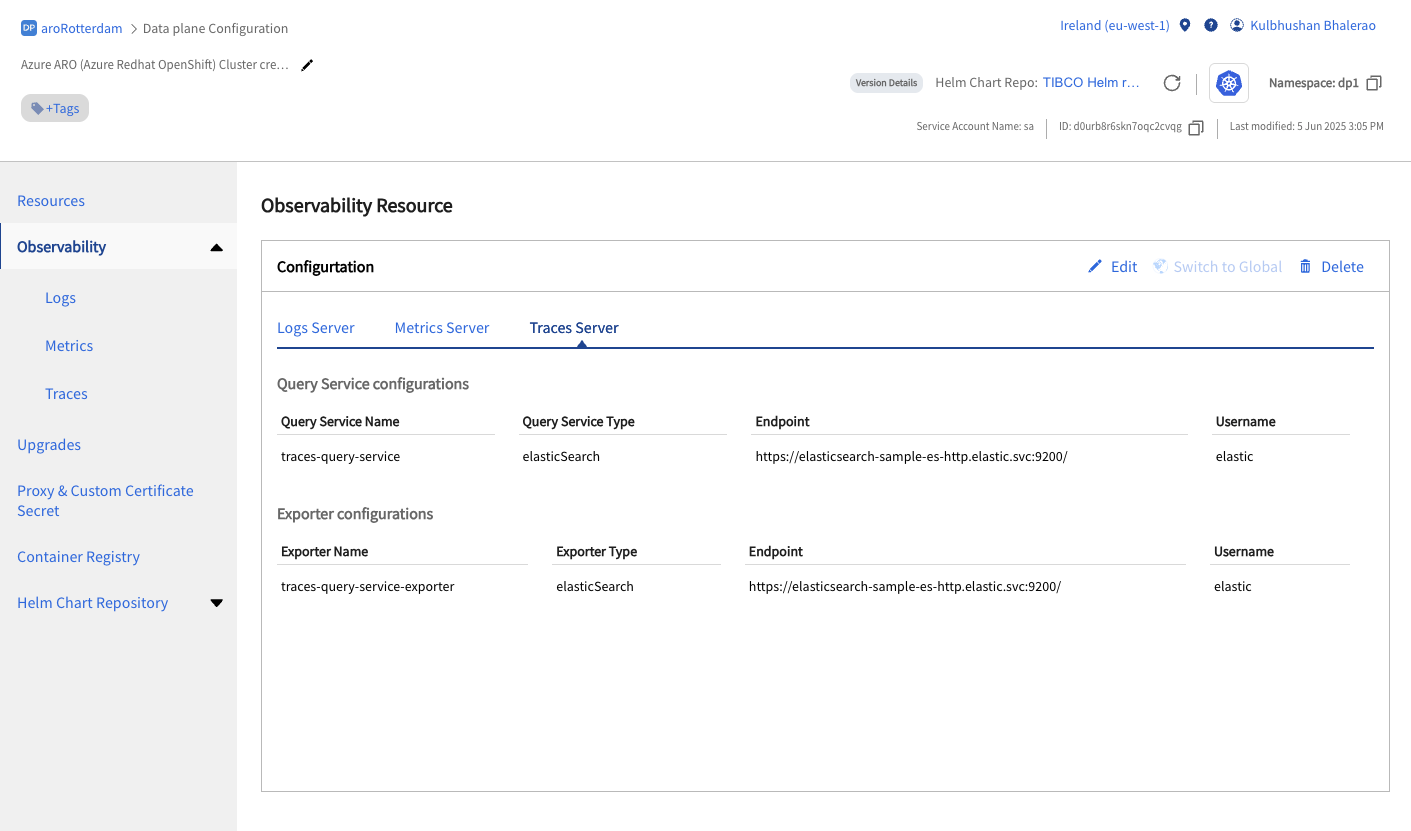 DP aroRotterdam > Data plane Configuration
Ireland (eu-west-1) ? Kulbhushan Bhalerao
Azure ARO (Azure Redhat OpenShift) Cluster cre...
Version Details Helm Chart Repo: TIBCO Helm r... Namespace: dp1
+Tags
Service Account Name: sa ID: d0urb8r6skn7oqc2cvqg Last modified: 5 Jun 2025 3:05 PM
Resources
Observability
Logs
Metrics
Traces
Upgrades
Proxy & Custom Certificate
Secret
Container Registry
Helm Chart Repository
Observability Resource
Configurtation Edit Switch to Global Delete
Logs Server Metrics Server Traces Server
Query Service configurations
Query Service Name Query Service Type Endpoint Username
traces-query-service elasticSearch https://elasticsearch-sample-es-http.elastic.svc:9200/ elastic
Exporter configurations
Exporter Name Exporter Type Endpoint Username
traces-query-service-exporter elasticSearch https://elasticsearch-sample-es-http.elastic.svc:9200/ elastic